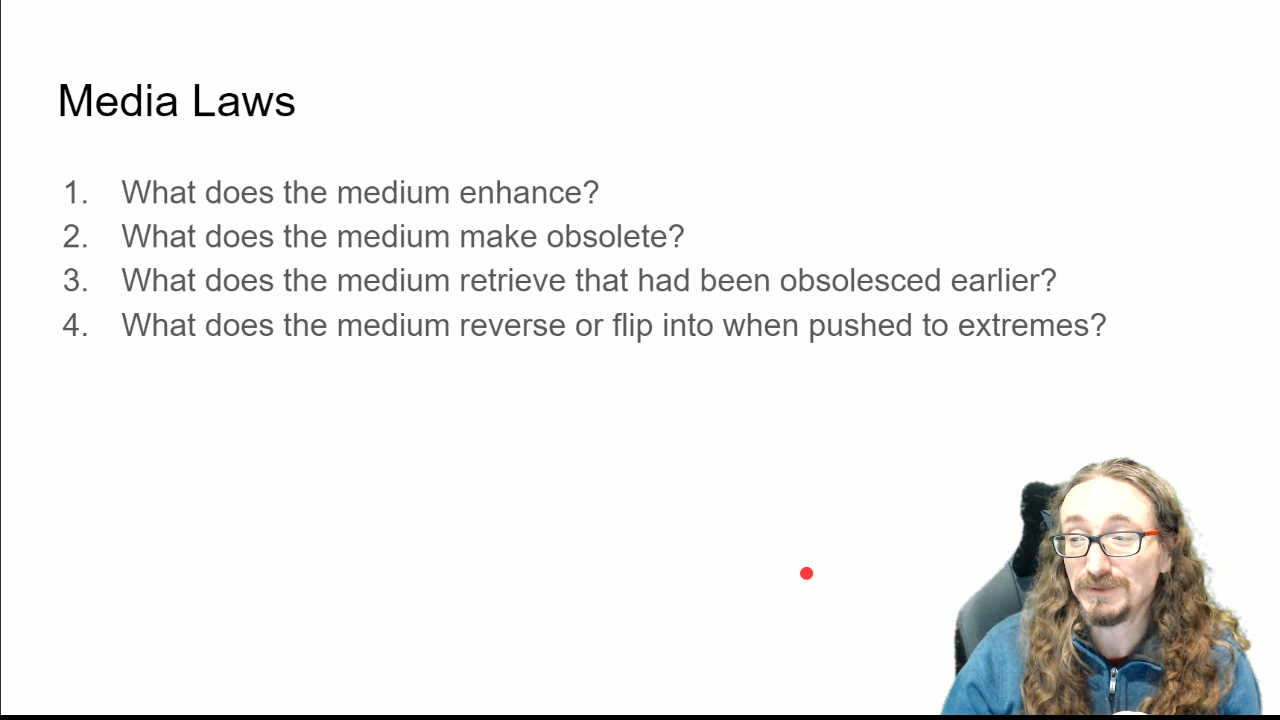 Media Laws
1. What does the medium enhance?
2. What does the medium make obsolete?
3. What does the medium retrieve that had been obsolesced earlier?
4. What does the medium reverse or flip into when pushed to extremes?